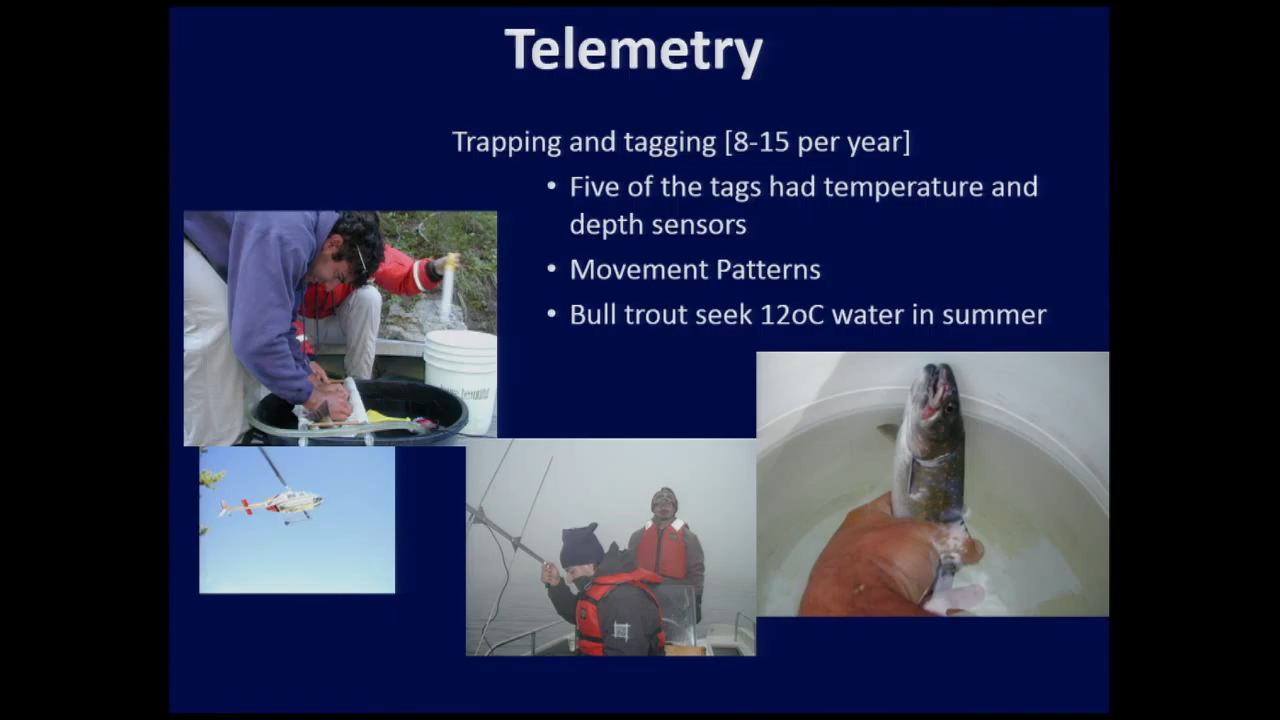 Telemetry
Trapping and tagging [8-15 per year]
• Five of the tags had temperature and
depth sensors
• Movement Patterns
• Bull trout seek 12oC water in summer